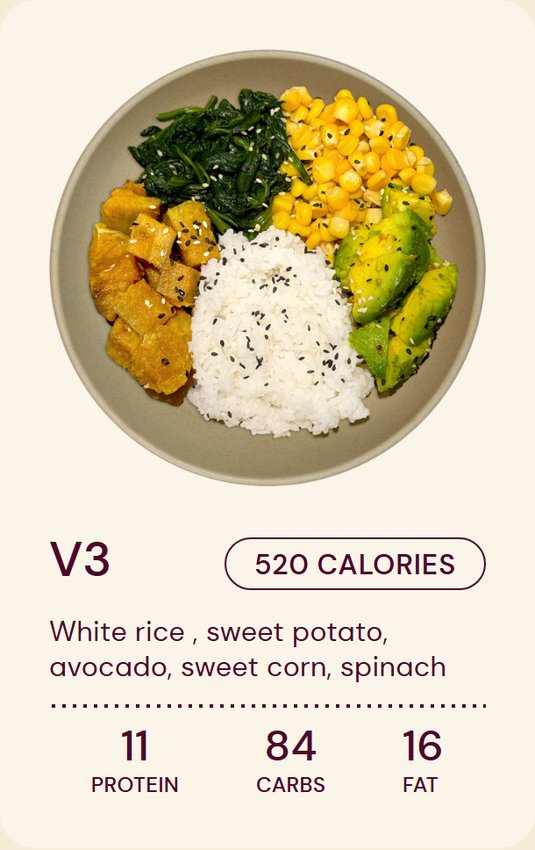 V3
520 CALORIES
White rice , sweet potato,
avocado, sweet corn, spinach
11 84 16
PROTEIN CARBS FAT